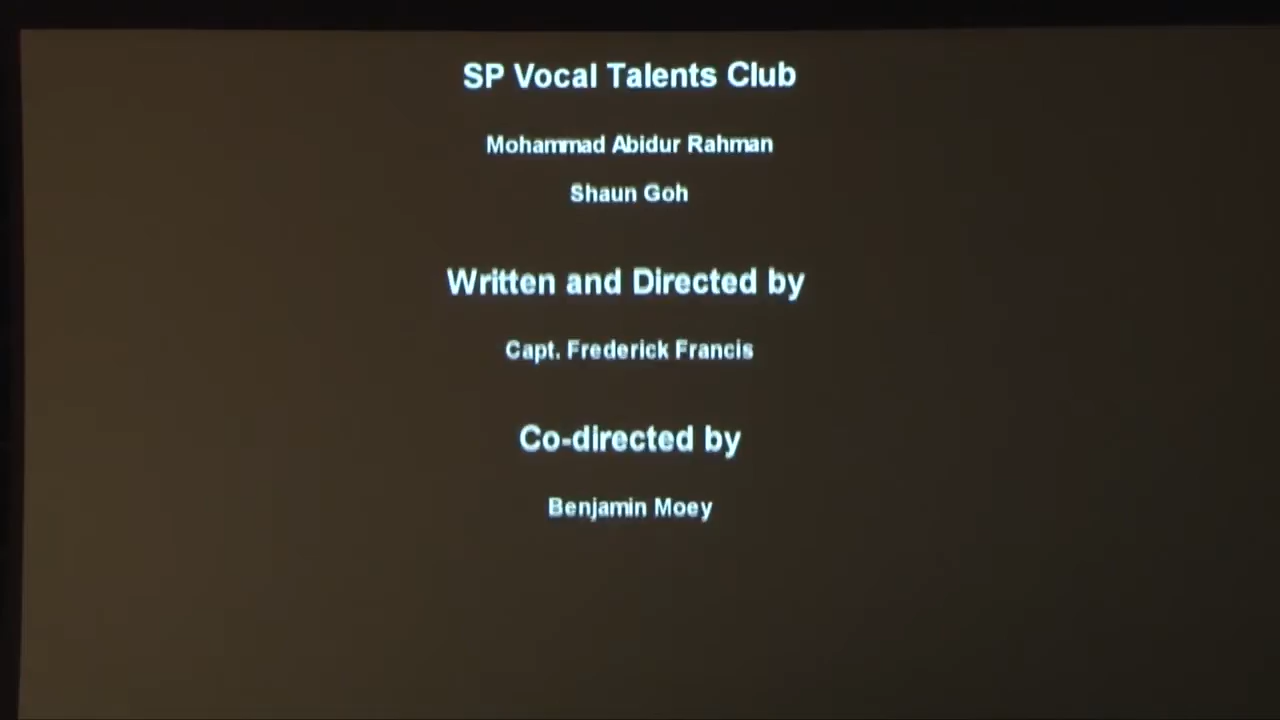 SP Vocal Talents Club
Mohammad Abidur Rahman
Shaun Goh
Written and Directed by
Capt. Frederick Francis
Co-directed by
Benjamin Moey